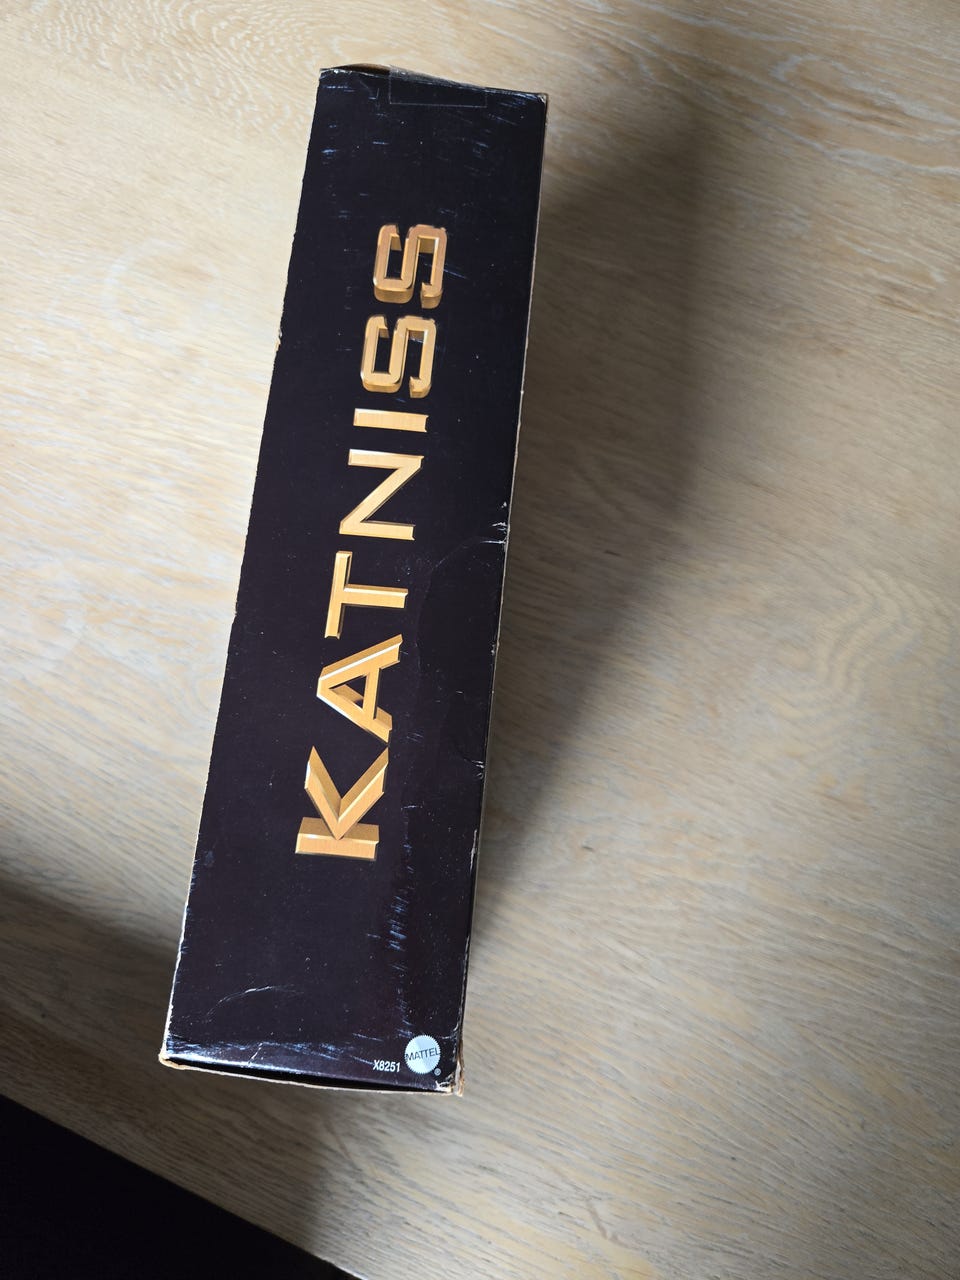 KATNISS
X8251
MATTEL
®